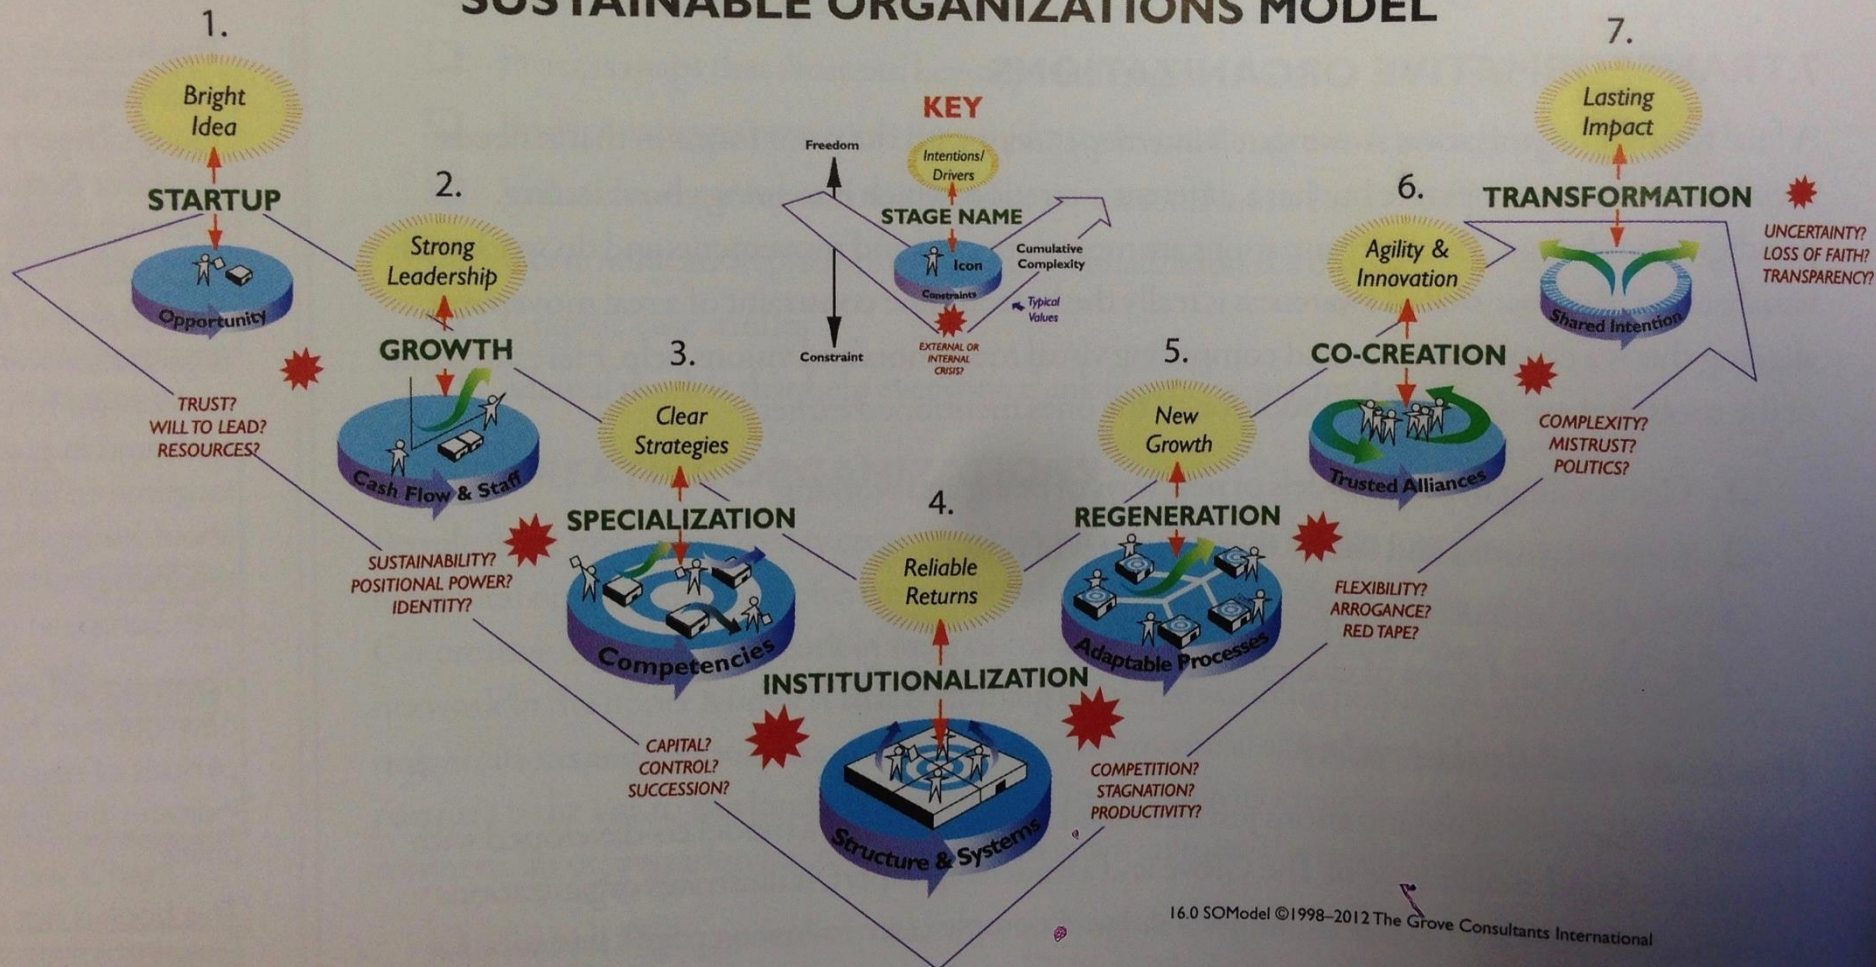 SUSTAINABLE ORGANIZATIONS MODEL
1.
Bright
Idea
STARTUP
Opportunity
TRUST?
WILL TO LEAD?
RESOURCES?
2.
Strong
Leadership
GROWTH
Cash Flow & Staff
SUSTAINABILITY?
POSITIONAL POWER?
IDENTITY?
3.
Clear
Strategies
SPECIALIZATION
Competencies
CAPITAL?
CONTROL?
SUCCESSION?
KEY
Freedom
Intentions/
Drivers
STAGE NAME
Icon
Cumulative
Complexity
Constraints
Typical
Values
Constraint
EXTERNAL OR
INTERNAL
CRISIS?
4.
Reliable
Returns
INSTITUTIONALIZATION
Structure & Systems
COMPETITION?
STAGNATION?
PRODUCTIVITY?
5.
New
Growth
REGENERATION
Adaptable Processes
FLEXIBILITY?
ARROGANCE?
RED TAPE?
6.
Agility &
Innovation
CO-CREATION
Trusted Alliances
COMPLEXITY?
MISTRUST?
POLITICS?
7.
Lasting
Impact
TRANSFORMATION
Shared Intention
UNCERTAINTY?
LOSS OF FAITH?
TRANSPARENCY?
16.0 SOModel ©1998–2012 The Grove Consultants International